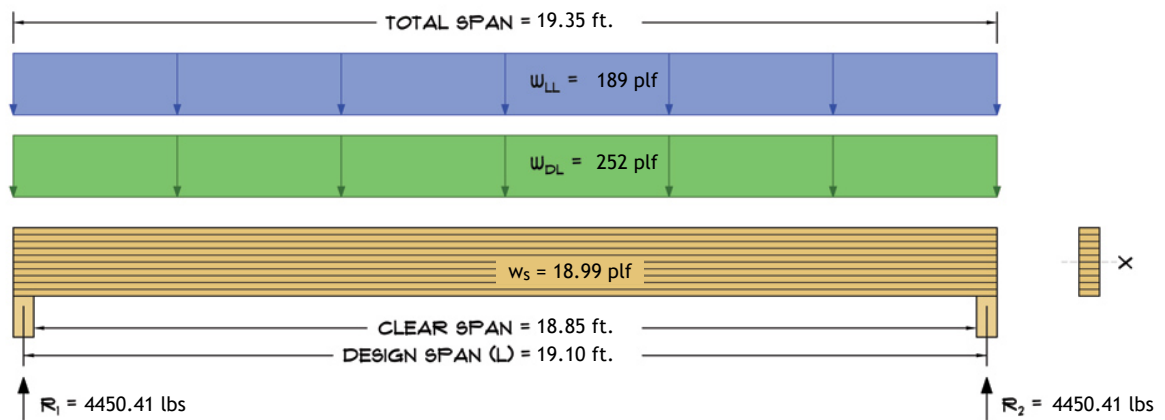 TOTAL SPAN = 19.35 ft.
WLL = 189 plf
WDL = 252 plf
ws = 18.99 plf
X
CLEAR SPAN = 18.85 ft.
DESIGN SPAN (L) = 19.10 ft.
R1 = 4450.41 lbs
R2 = 4450.41 lbs